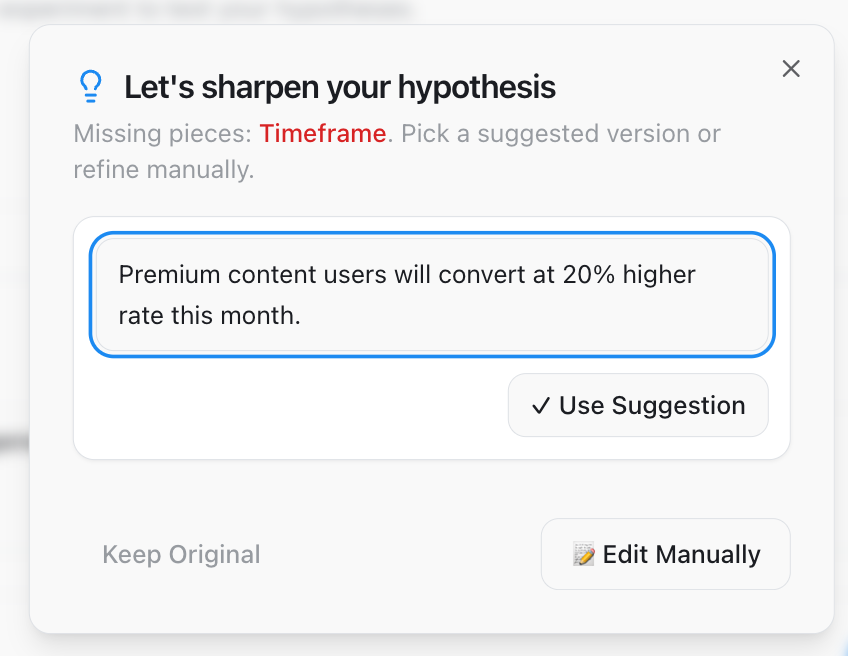 Let's sharpen your hypothesis
Missing pieces: Timeframe. Pick a suggested version or
refine manually.
Premium content users will convert at 20% higher
rate this month.
✓ Use Suggestion
Keep Original
📝 Edit Manually